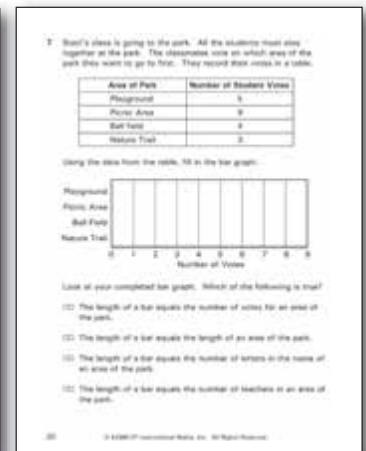 7 class is going to the park. All the students must stay
together at the park. The classmates vote on which area of the
park they want to go to first. They record their votes in a table.
Area of Park Number of Student Votes
Playground 5
Picnic Area
Ball Field
Nature Trail 3
Using the data from the table, fill in the bar graph.
Playground
Picnic Area
Ball Field
Nature Trail
0 1 2 3 4 5 6 7 8 9
Number of Votes
Look at your completed bar graph. Which of the following is true?
The length of a bar equals the number of votes for an area of
the park.
The length of a bar equals the length of an area of the park.
The length of a bar equals the number of letters in the name of
an area of the park.
The length of a bar equals the number of teachers in an area of
the park.
International Media, Inc. All Rights Reserved.